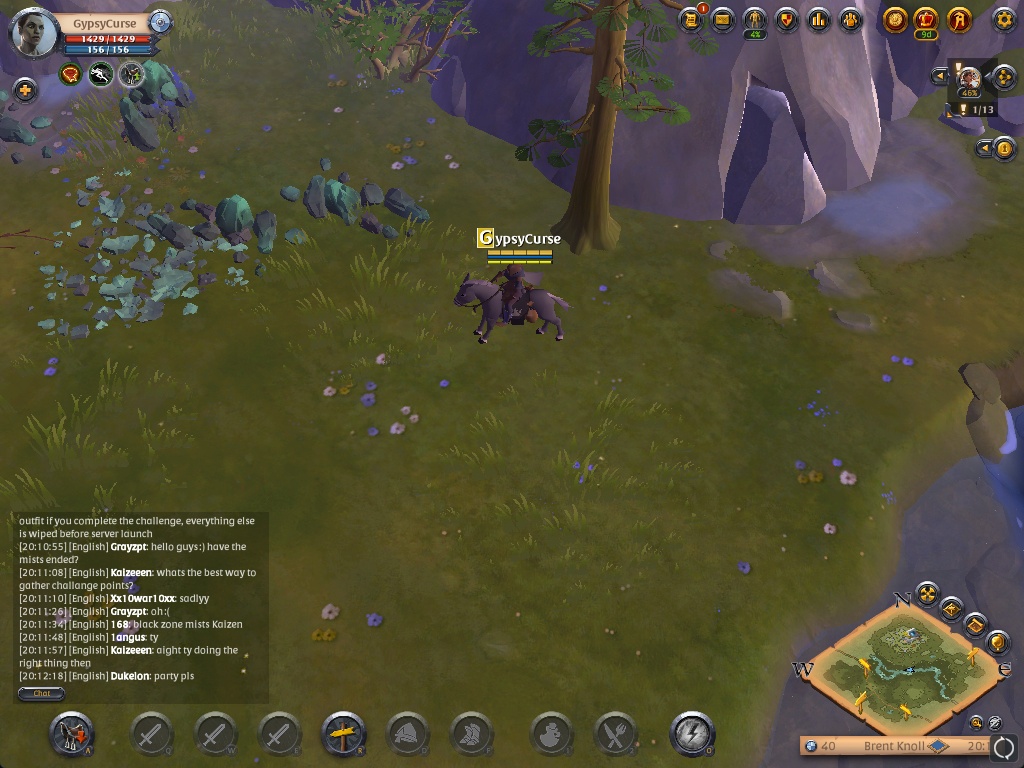 GypsyCurse
1429 / 1429
156 / 156
1
4%
9d
46%
1/13
GypsyCurse
outfit if you complete the challenge, everything else
is wiped before server launch
[20:10:55] [English] Grayzpt: hello guys:) have the
mists ended?
[20:11:08] [English] Kaizeeen: whats the best way to
gather challange points?
[20:11:10] [English] Xx10war10xx: sadlyy
[20:11:26] [English] Grayzpt: oh:(
[20:11:34] [English] 168: black zone mists Kaizen
[20:11:48] [English] 1angus: ty
[20:11:57] [English] Kaizeeen: aight ty doing the
right thing then
[20:12:18] [English] Dukelon: party pls
Chat
N
W
E
A
Q
W
E
R
40
Brent Knoll